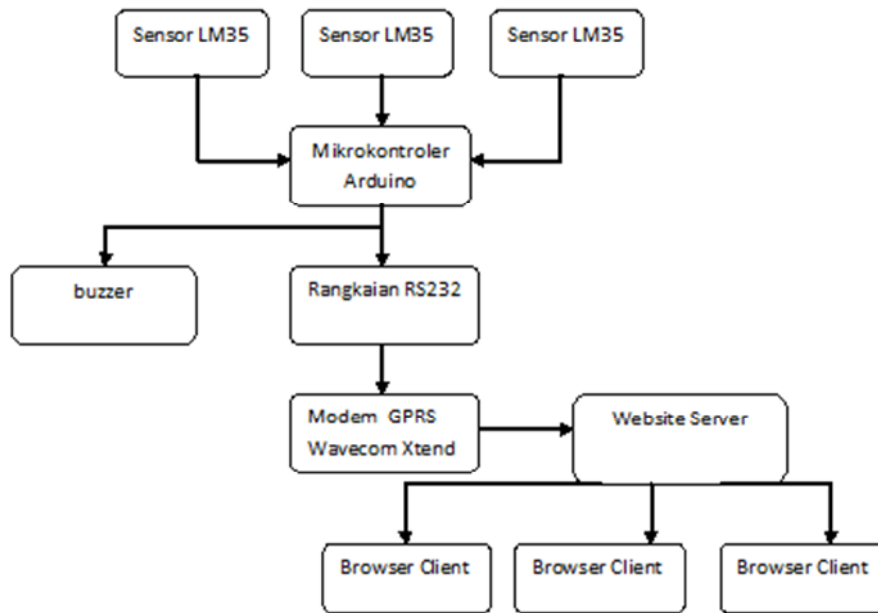 Sensor LM35
Sensor LM35
Sensor LM35
Mikrokontroler
Arduino
buzzer
Rangkaian RS232
Modem GPRS
Wavecom Xtend
Website Server
Browser Client
Browser Client
Browser Client